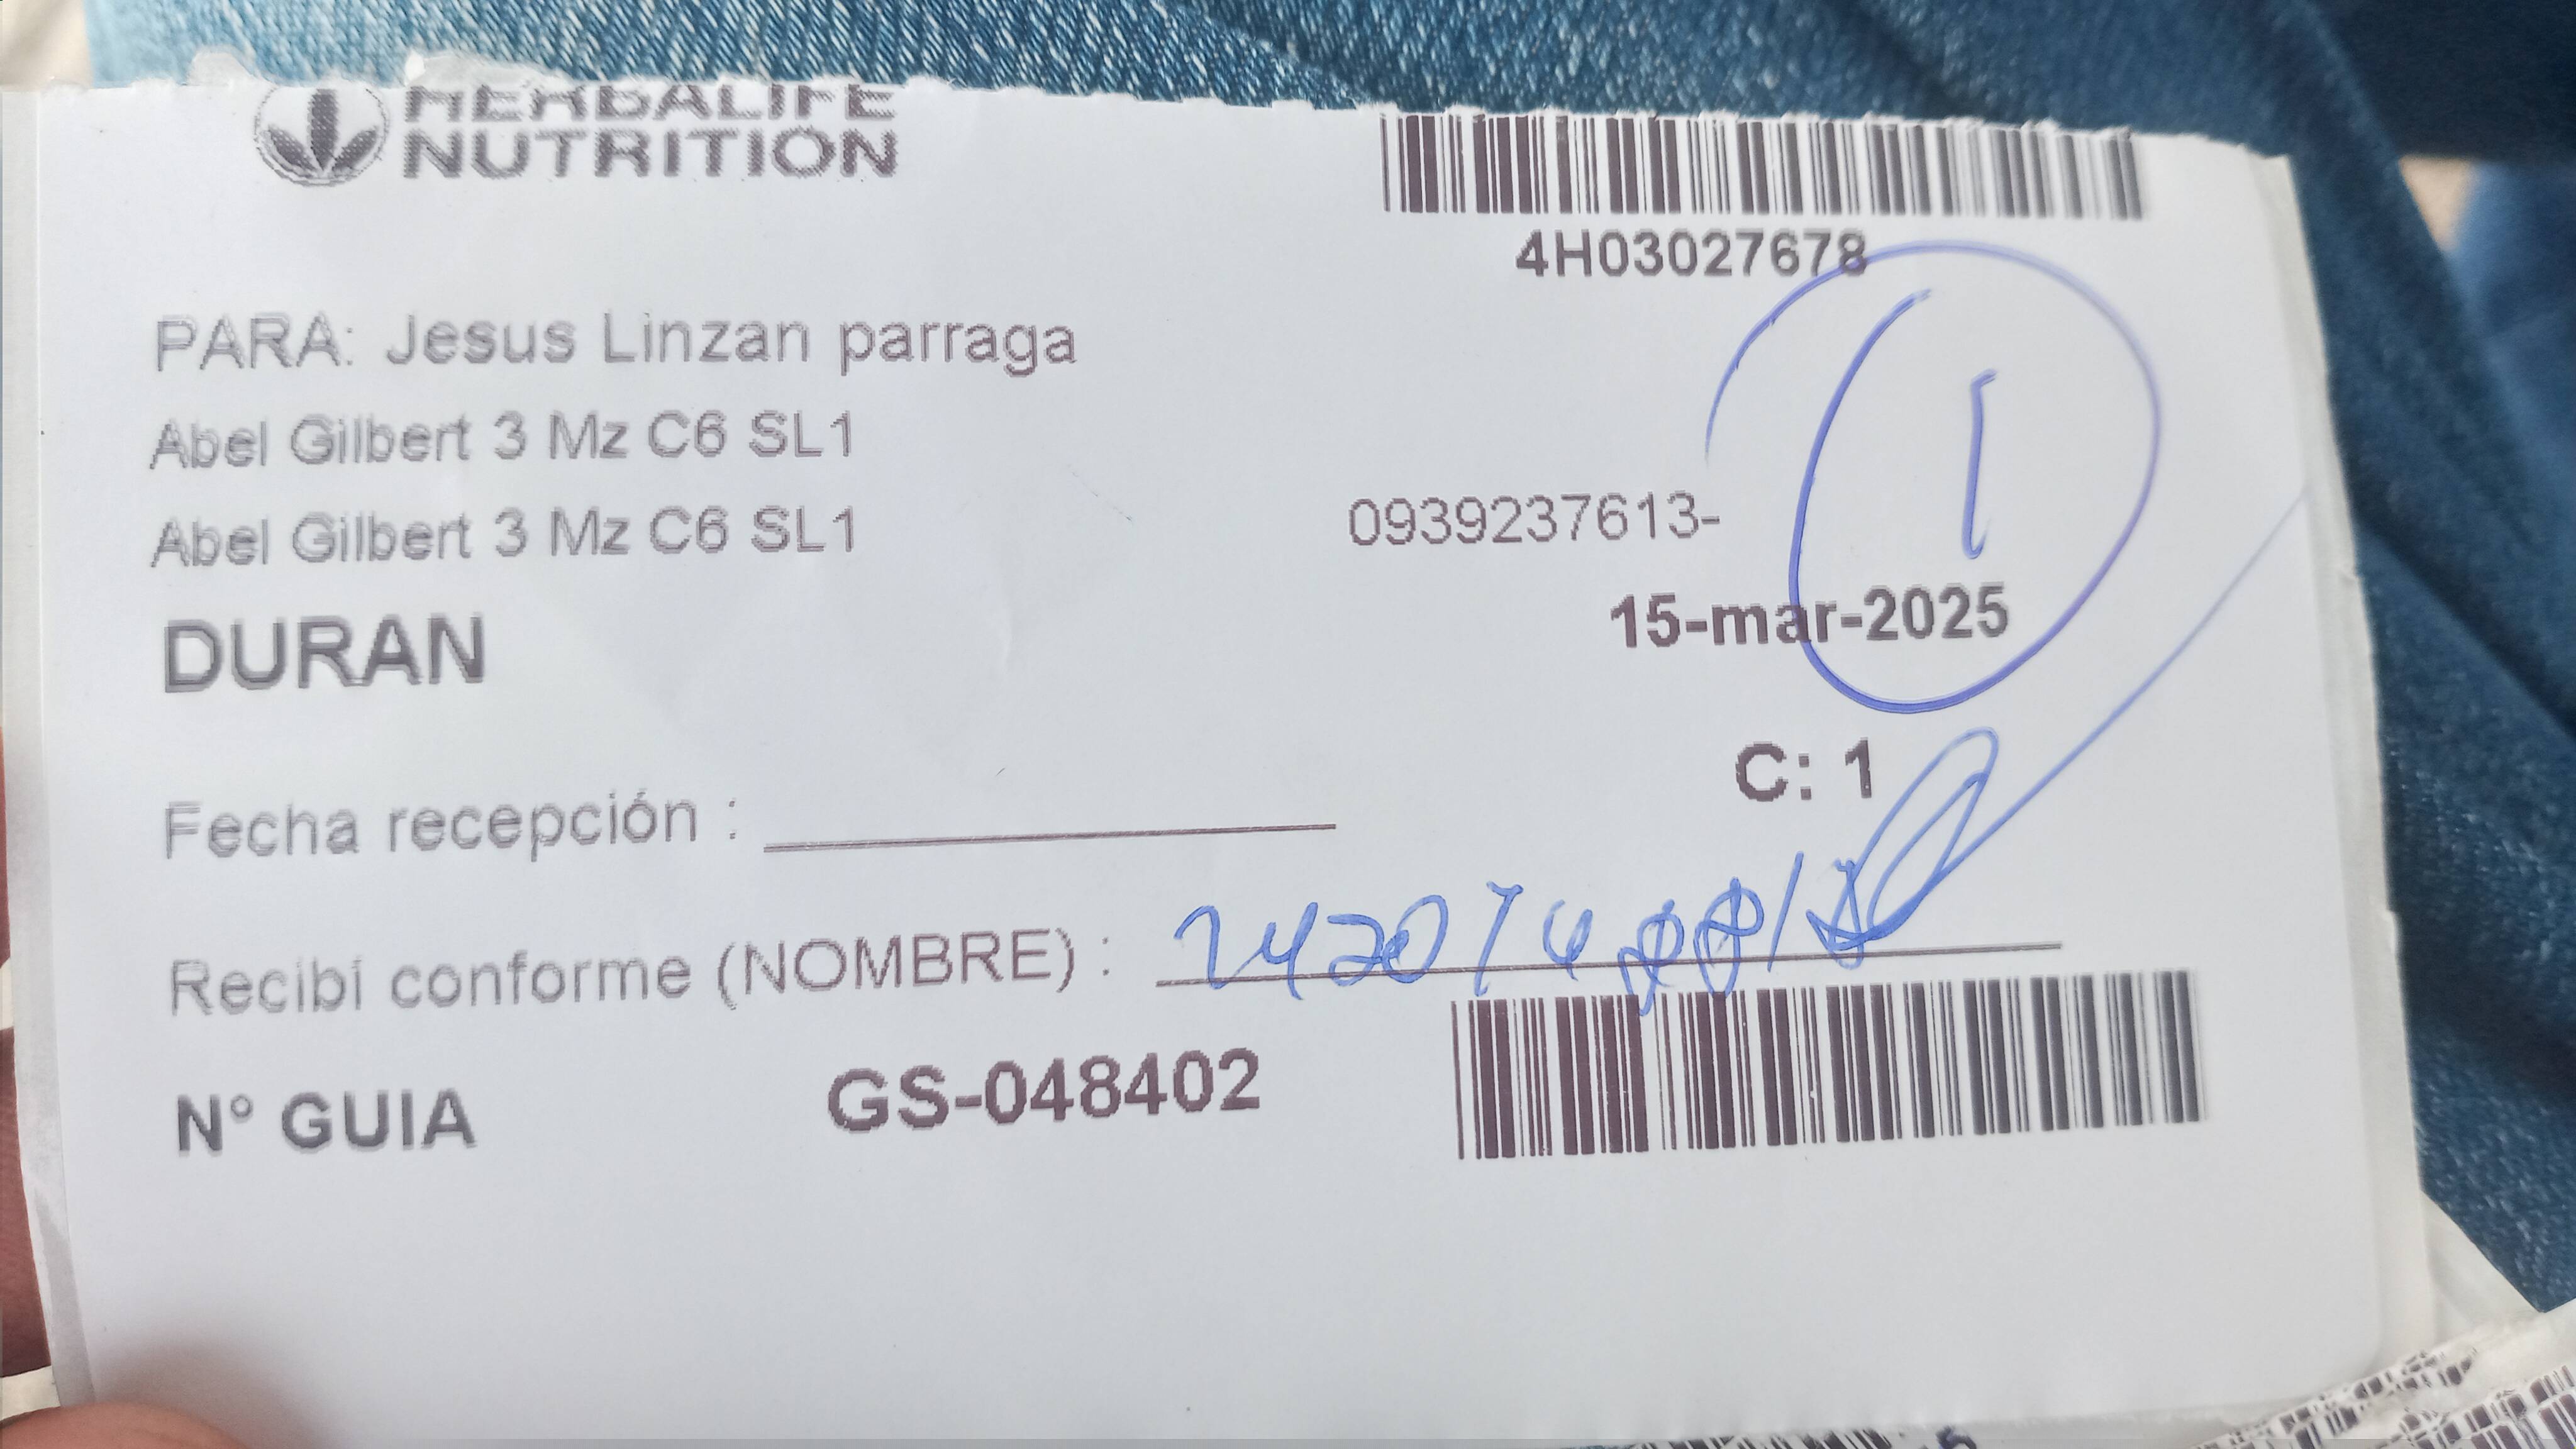 HERBALIFE
NUTRITION
4H03027678
PARA: Jesus Linzan parraga
Abel Gilbert 3 Mz C6 SL1
Abel Gilbert 3 Mz C6 SL1
0939237613-
1
DURAN
15-mar-2025
C: 1
Fecha recepción :
Recibí conforme (NOMBRE) :
N° GUIA
GS-048402